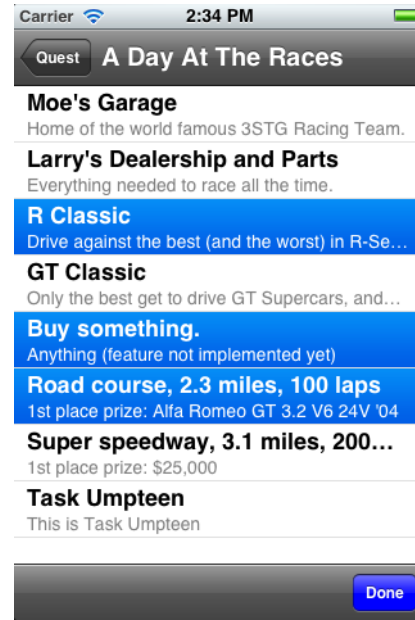 Carrier 2:34 PM
Quest A Day At The Races
Moe's Garage
Home of the world famous 3STG Racing Team.
Larry's Dealership and Parts
Everything needed to race all the time.
R Classic
Drive against the best (and the worst) in R-Se...
GT Classic
Only the best get to drive GT Supercars, and...
Buy something.
Anything (feature not implemented yet)
Road course, 2.3 miles, 100 laps
1st place prize: Alfa Romeo GT 3.2 V6 24V '04
Super speedway, 3.1 miles, 200...
1st place prize: $25,000
Task Umpteen
This is Task Umpteen
Done